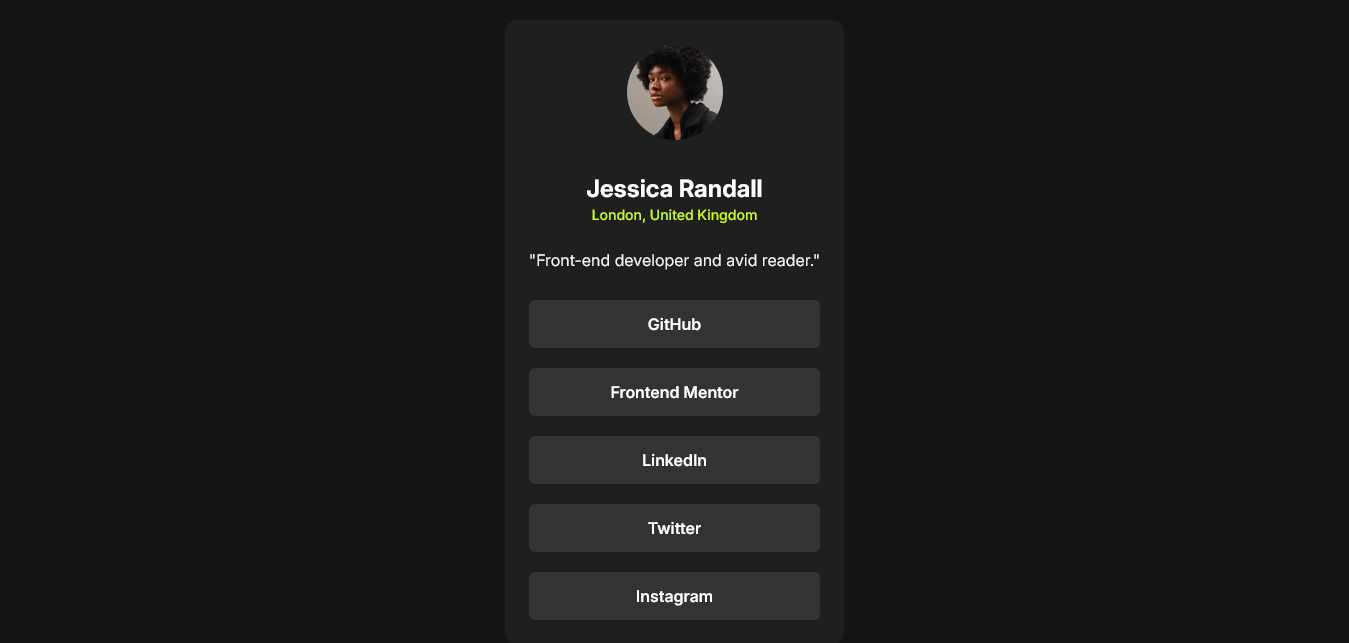 Jessica Randall
London, United Kingdom
"Front-end developer and avid reader."
GitHub
Frontend Mentor
LinkedIn
Twitter
Instagram